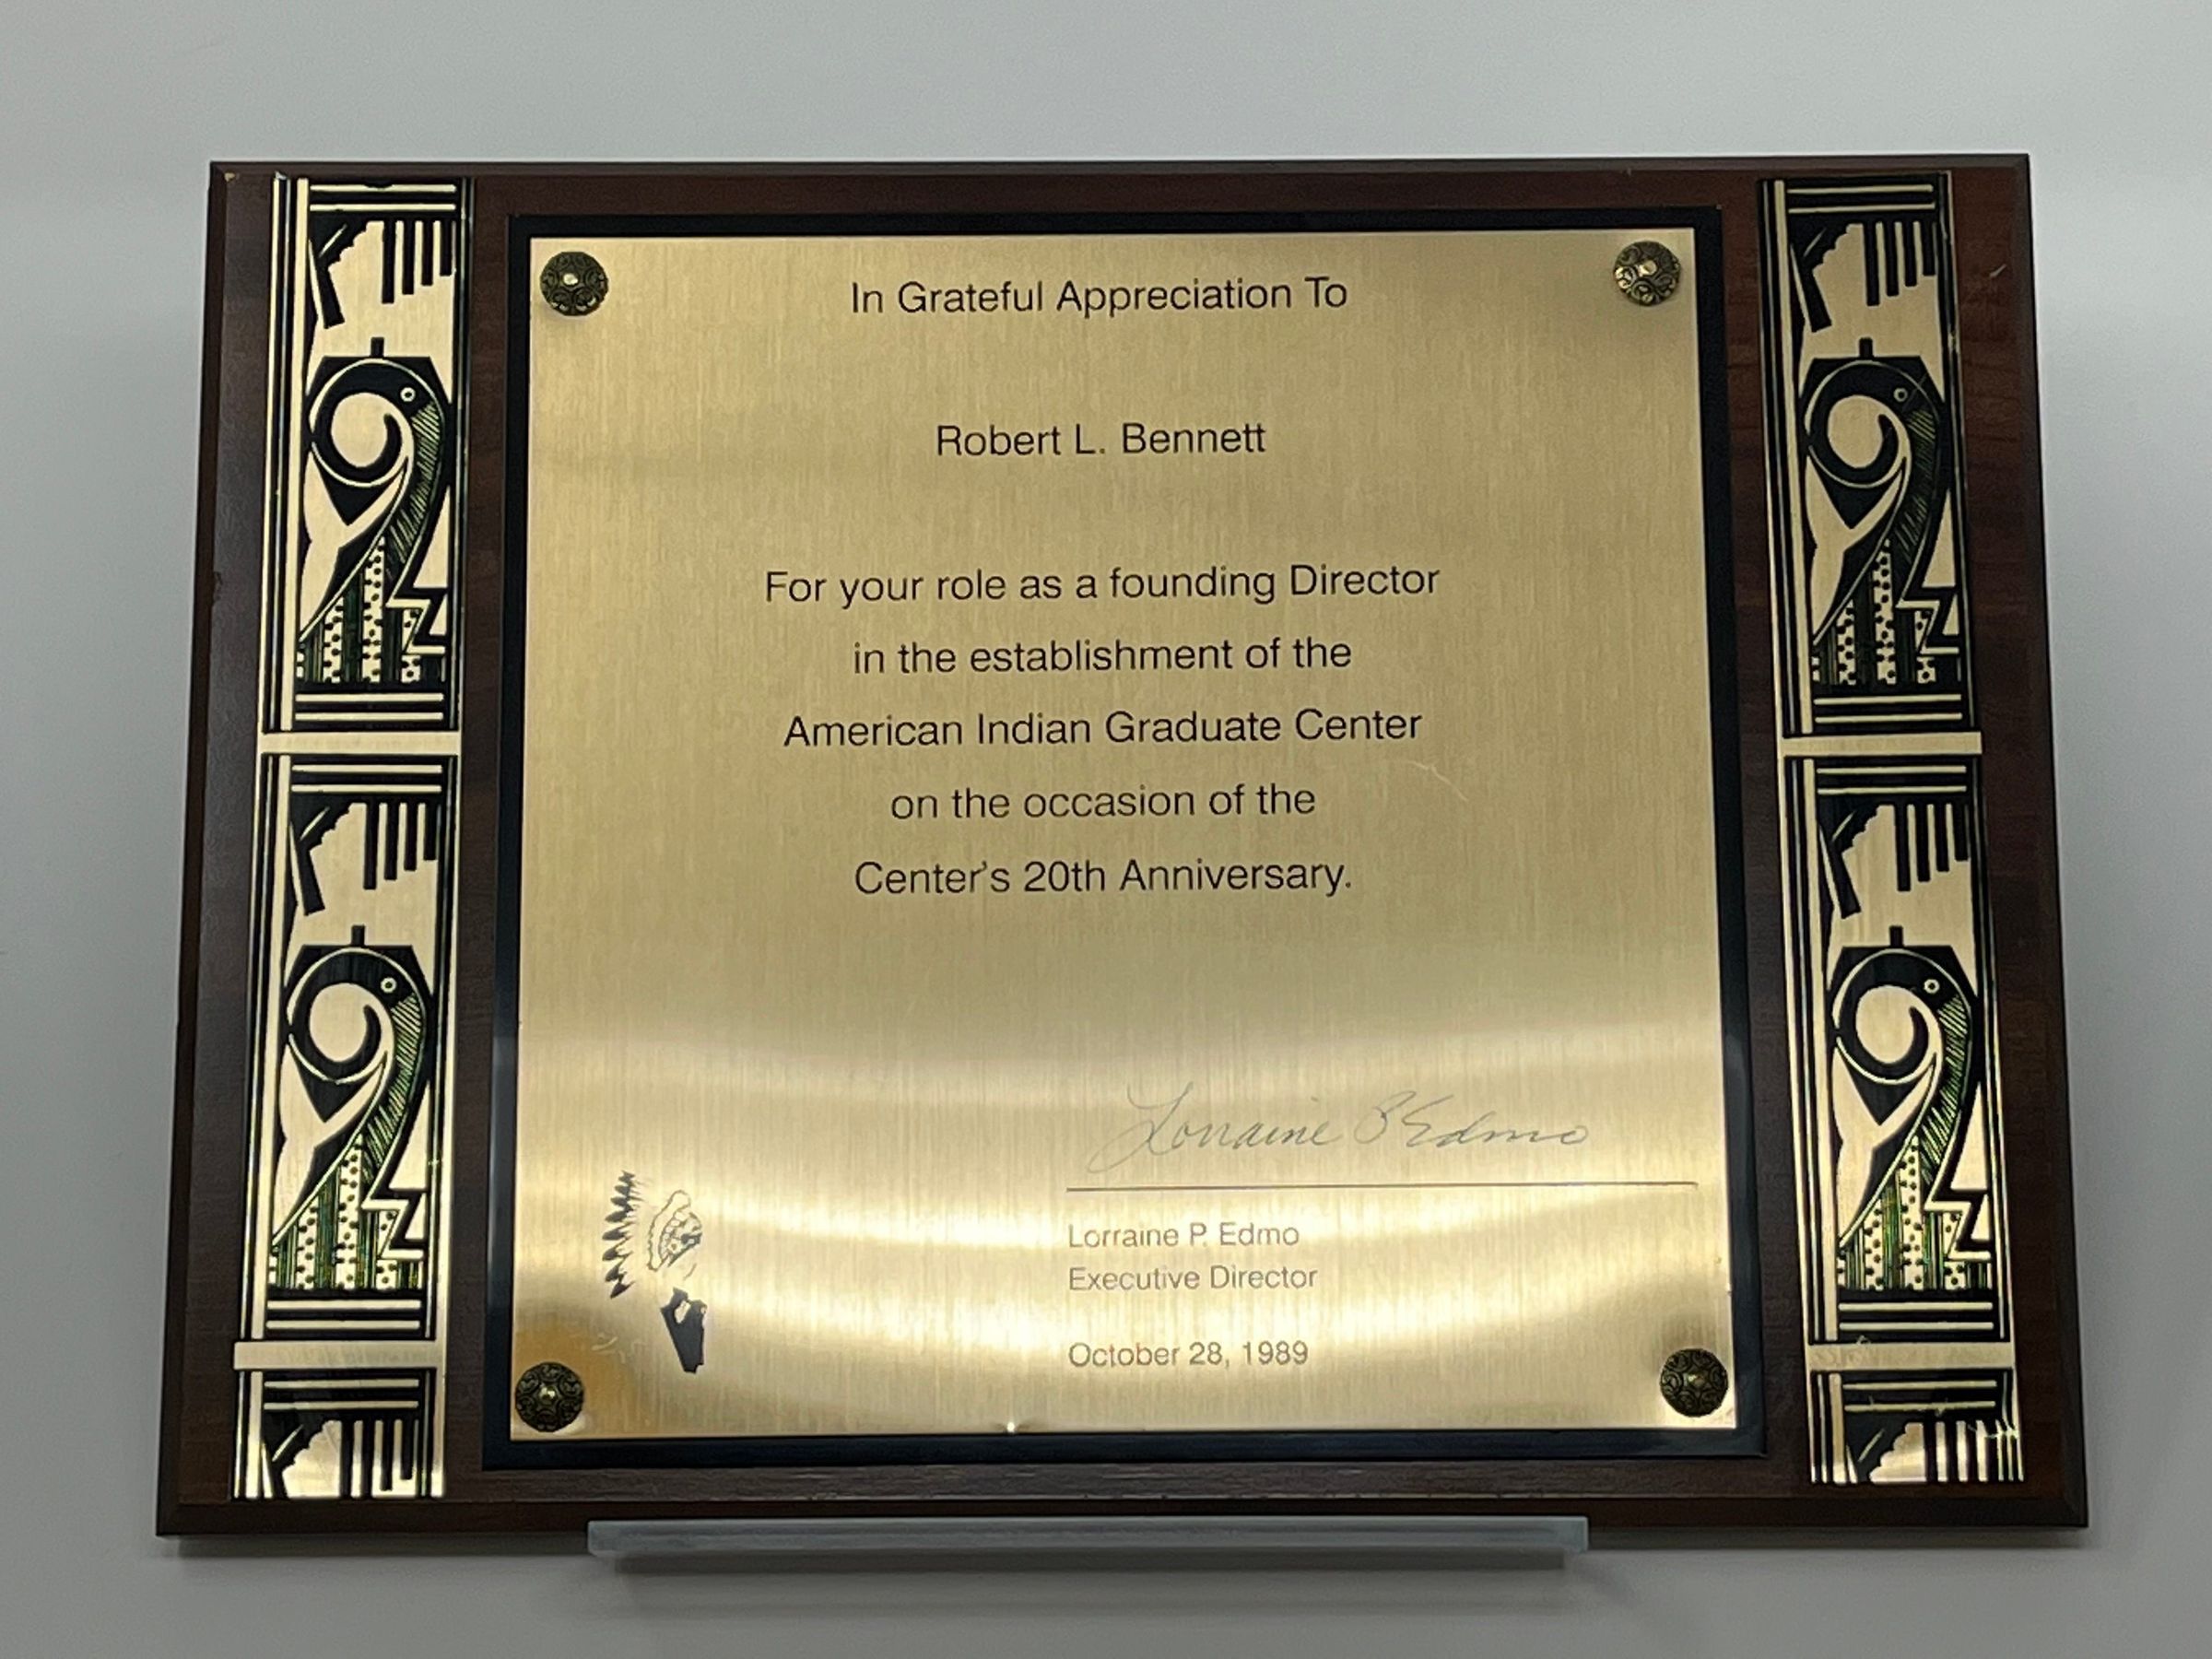 In Grateful Appreciation To
Robert L. Bennett
For your role as a founding Director
in the establishment of the
American Indian Graduate Center
on the occasion of the
Center's 20th Anniversary.
Lorraine P Edmo
Lorraine P. Edmo
Executive Director
October 28, 1989